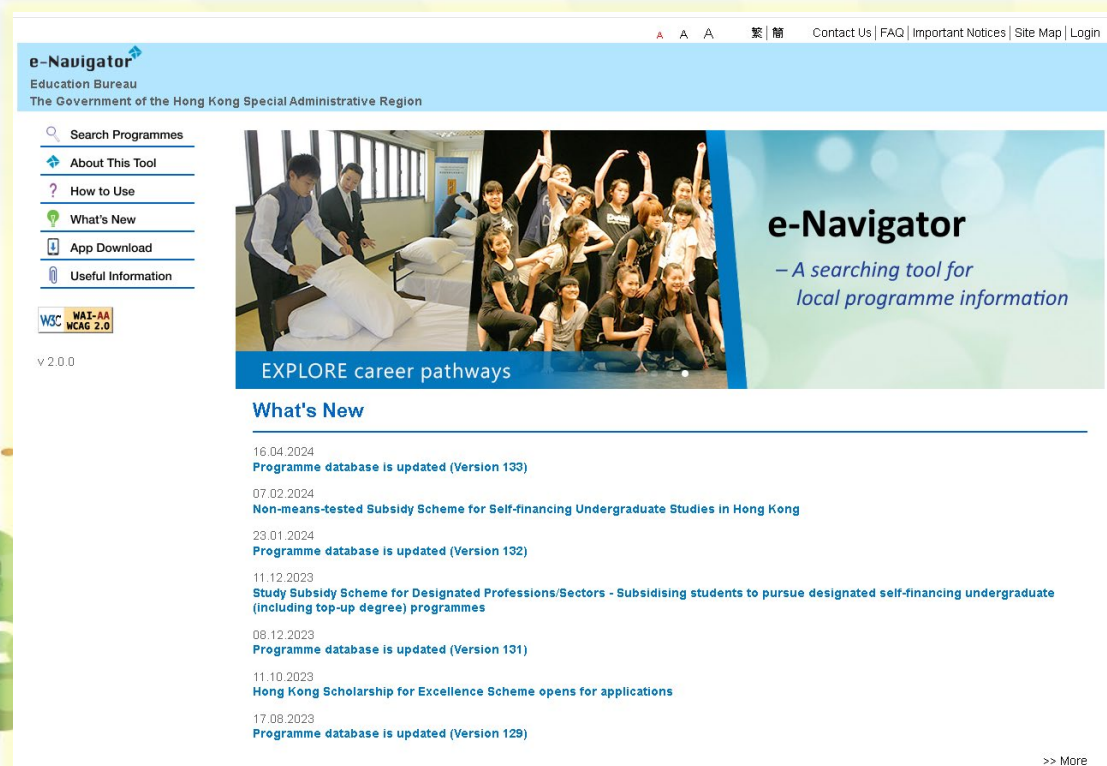 A A A 繁 | 簡 Contact Us | FAQ | Important Notices | Site Map | Login
e-Navigator
Education Bureau
The Government of the Hong Kong Special Administrative Region
Search Programmes
About This Tool
? How to Use
What's New
App Download
Useful Information
W3C WAI-AA
WCAG 2.0
v 2.0.0
e-Navigator
– A searching tool for
local programme information
EXPLORE career pathways
What's New
16.04.2024
Programme database is updated (Version 133)
07.02.2024
Non-means-tested Subsidy Scheme for Self-financing Undergraduate Studies in Hong Kong
23.01.2024
Programme database is updated (Version 132)
11.12.2023
Study Subsidy Scheme for Designated Professions/Sectors - Subsidising students to pursue designated self-financing undergraduate
(including top-up degree) programmes
08.12.2023
Programme database is updated (Version 131)
11.10.2023
Hong Kong Scholarship for Excellence Scheme opens for applications
17.08.2023
Programme database is updated (Version 129)
>> More